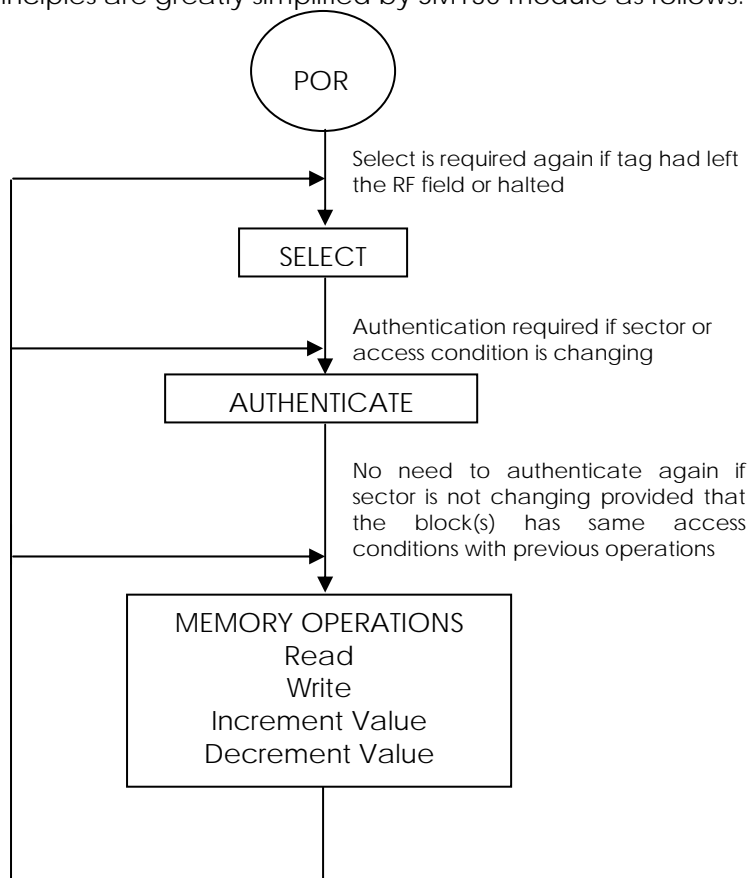 are greatly simplified by module as follows:
POR
Select is required again if tag had left
the RF field or halted
SELECT
Authentication required if sector or
access condition is changing
AUTHENTICATE
No need to authenticate again if
sector is not changing provided that
the block(s) has same access
conditions with previous operations
MEMORY OPERATIONS
Read
Write
Increment Value
Decrement Value